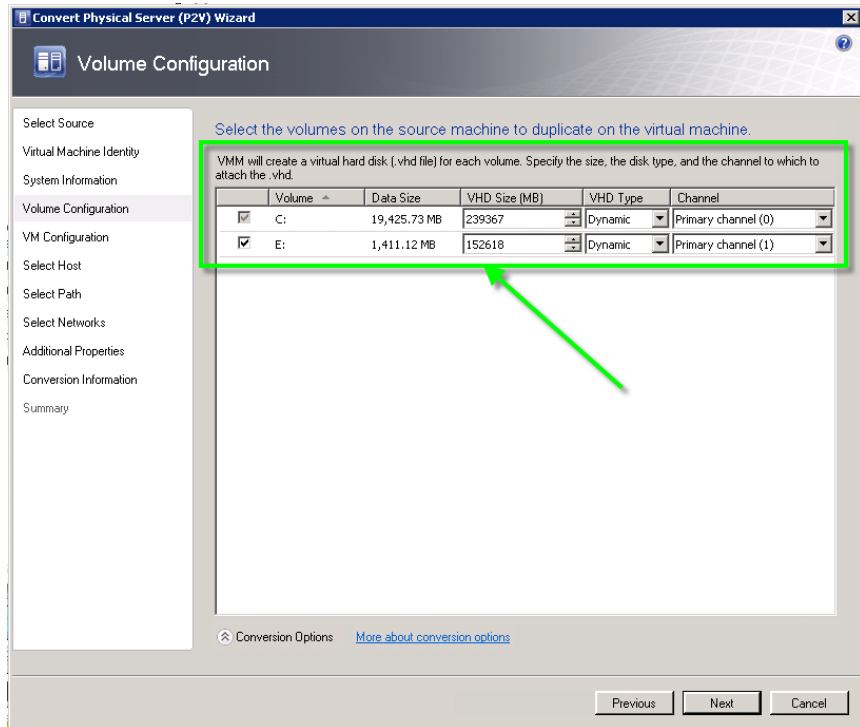 Convert Physical Server (P2V) Wizard
Volume Configuration
Select Source
Virtual Machine Identity
System Information
Volume Configuration
VM Configuration
Select Host
Select Path
Select Networks
Additional Properties
Conversion Information
Summary
Select the volumes on the source machine to duplicate on the virtual machine.
VMM will create a virtual hard disk (.vhd file) for each volume. Specify the size, the disk type, and the channel to which to
attach the .vhd.
Volume Data Size VHD Size (MB) VHD Type Channel
C: 19,425.73 MB 239367 Dynamic Primary channel (0)
E: 1,411.12 MB 152618 Dynamic Primary channel (1)
Conversion Options More about conversion options
Previous Next Cancel